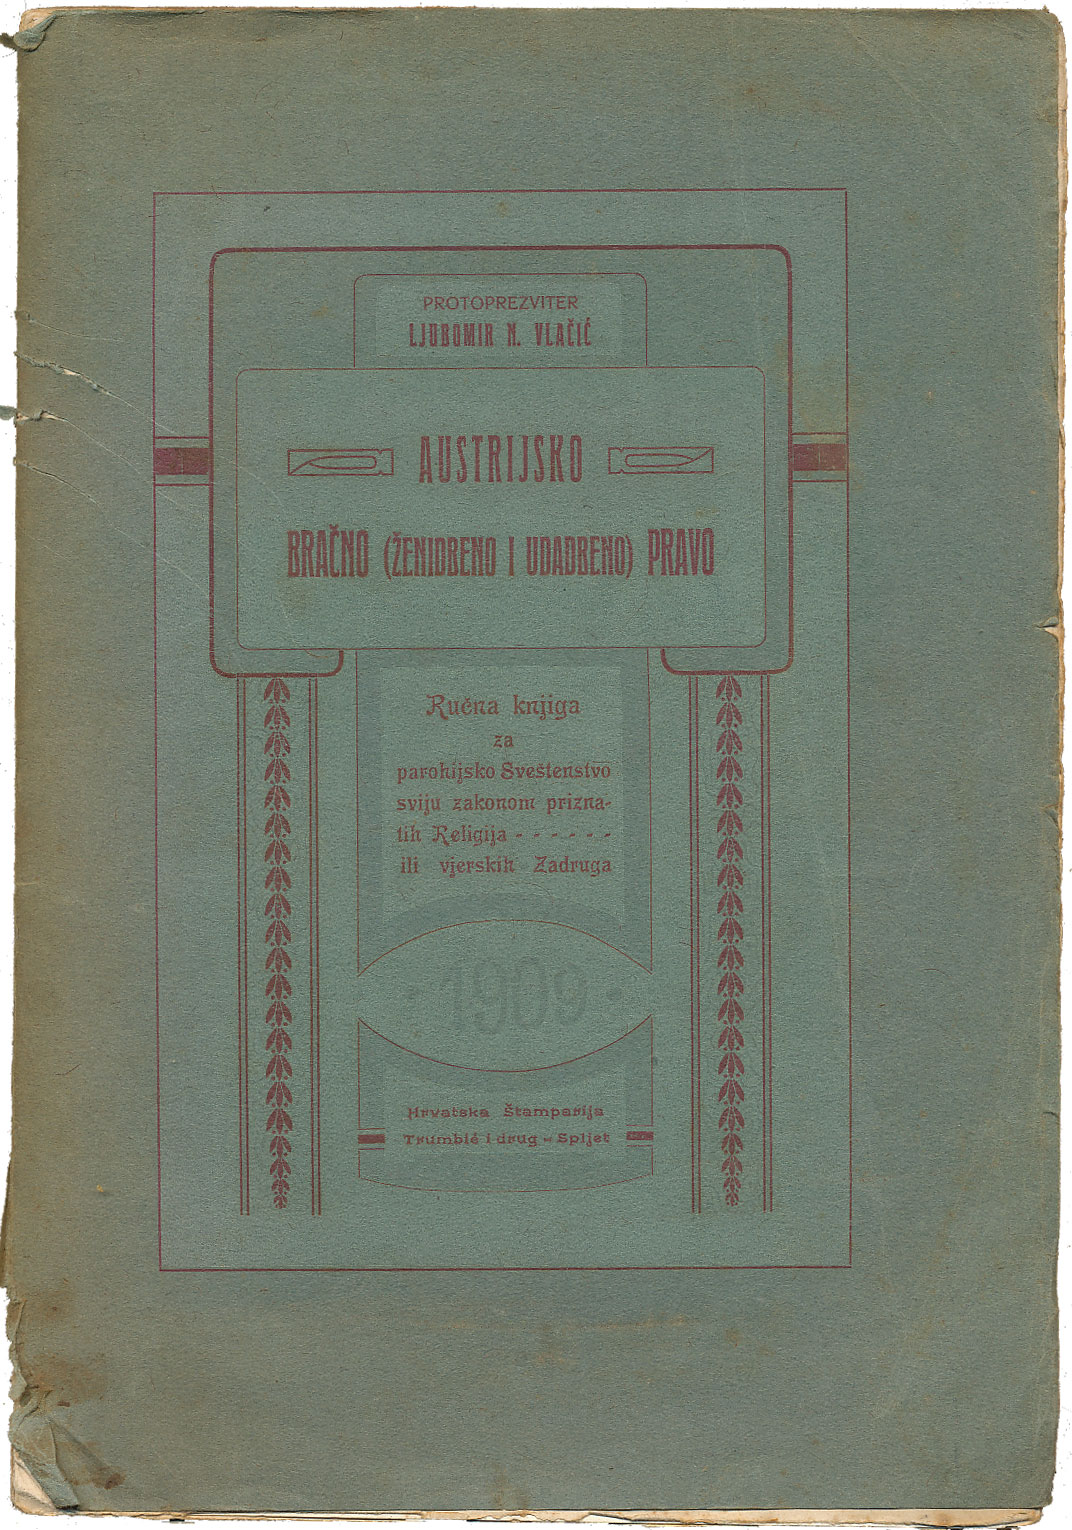 PROTOPREZVITER
LJUBOMIR N. VLAČIĆ
AUSTRIJSKO
BRAČNO (ŽENIDBENO I UDADBENO) PRAVO
Ručna knjiga
za
parohijsko Sveštenstvo
sviju zakonom prizna-
tih Religija - - - - - -
ili vjerskih Zadruga
· 1909 ·
Hrvatska Štamparija
Trumbić i drug - Spljet